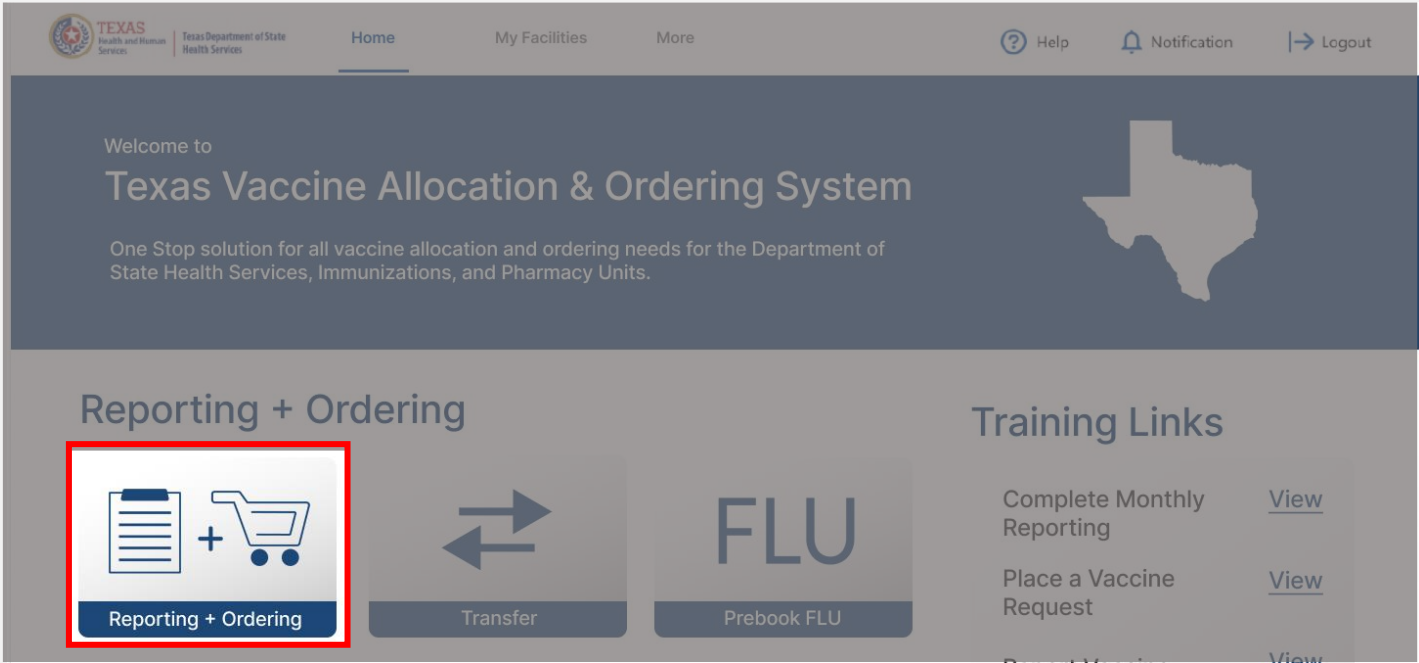 TEXAS
Health and Human
Services
Texas Department of State
Health Services
Home
My Facilities
More
Help
Notification
Logout
Welcome to
Texas Vaccine Allocation & Ordering System
One Stop solution for all vaccine allocation and ordering needs for the Department of
State Health Services, Immunizations, and Pharmacy Units.
Reporting + Ordering
Reporting + Ordering
Transfer
FLU
Prebook FLU
Training Links
Complete Monthly
Reporting
View
Place a Vaccine
Request
View
View